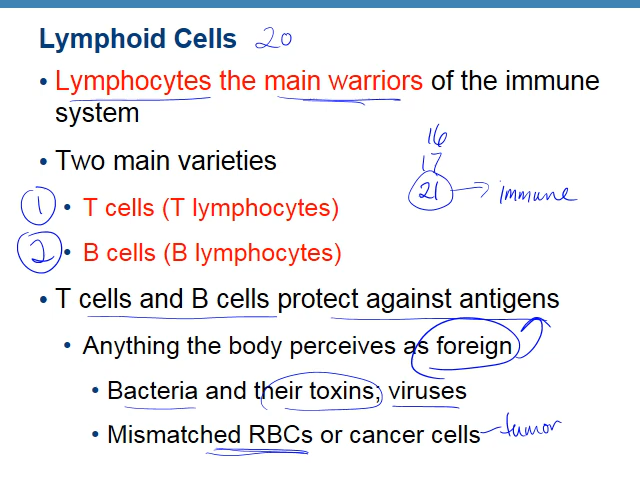 Lymphoid Cells 20
• Lymphocytes the main warriors of the immune
system
16
• Two main varieties
17
21 → immune
1 • T cells (T lymphocytes)
2 • B cells (B lymphocytes)
• T cells and B cells protect against antigens
• Anything the body perceives as foreign
• Bacteria and their toxins; viruses
• Mismatched RBCs or cancer cells - tumor